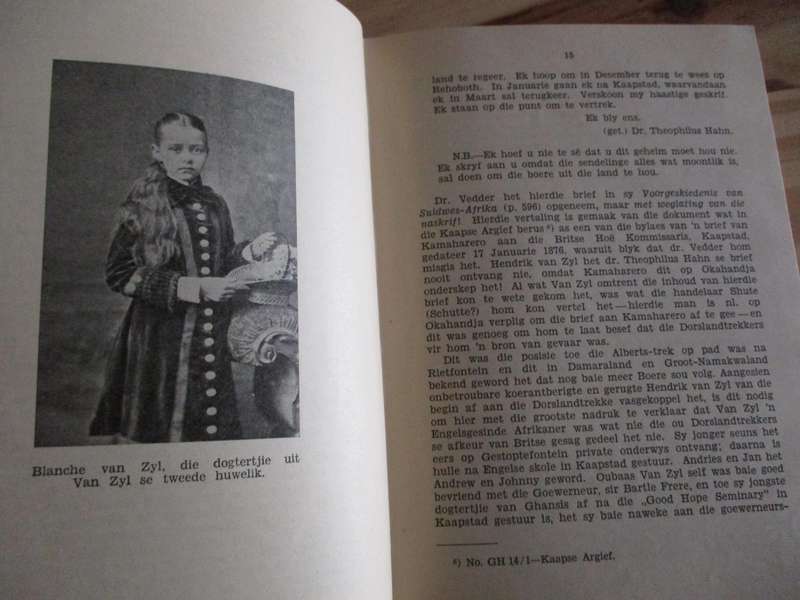 Blanche van Zyl, die dogtertjie uit
Van Zyl se tweede huwelik.
15
land te regeer. Ek hoop om in Desember terug te wees op
Rehoboth. In Januarie gaan ek na Kaapstad, waarvandaan
ek in Maart sal terugkeer. Verskoon my haastige geskrif.
Ek staan op die punt om te vertrek.
Ek bly ens.
(get.) Dr. Theophilus Hahn.
N.B.—Ek hoef u nie te sê dat u dit geheim moet hou nie.
Ek skryf aan u omdat die sendelinge alles wat moontlik is,
sal doen om die boere uit die land te hou.
Dr. Vedder het hierdie brief in sy Voorgeskiedenis van
Suidwes-Afrika (p. 596) opgeneem, maar met weglating van die
naskrif! Hierdie vertaling is gemaak van die dokument wat in
die Kaapse Argief berus ⁶) as een van die bylaes van 'n brief van
Kamaharero aan die Britse Hoë Kommissaris, Kaapstad,
gedateer 17 Januarie 1876, waaruit blyk dat dr. Vedder hom
misgis het. Hendrik van Zyl het dr. Theophilus Hahn se brief
nooit ontvang nie, omdat Kamaharero dit op Okahandja
onderskep het! Al wat Van Zyl omtrent die inhoud van hierdie
brief kon te wete gekom het, was wat die handelaar Shute
(Schutte?) hom kon vertel het—hierdie man is nl. op
Okahandja verplig om die brief aan Kamaharero af te gee—en
dit was genoeg om hom te laat besef dat die Dorslandtrekkers
vir hom 'n bron van gevaar was.
Dit was die posisie toe die Alberts-trek op pad was na
Rietfontein en dit in Damaraland en Groot-Namakwaland
bekend geword het dat nog baie meer Boere sou volg. Aangesien
onbetroubare koerantberigte en gerugte Hendrik van Zyl van die
begin af aan die Dorslandtrekke vasgekoppel het, is dit nodig
om hier met die grootste nadruk te verklaar dat Van Zyl 'n
Engelsgesinde Afrikaner was wat nie die ou Dorslandtrekkers
se afkeur van Britse gesag gedeel het nie. Sy jonger seuns het
eers op Gestoptefontein private onderwys ontvang; daarna is
hulle na Engelse skole in Kaapstad gestuur. Andries en Jan het
Andrew en Johnny geword. Oubaas Van Zyl self was baie goed
bevriend met die Goewerneur, sir Bartle Frere, en toe sy jongste
dogtertjie van Ghansis af na die „Good Hope Seminary" in
Kaapstad gestuur is, het sy baie naweke aan die goewerneurs-
⁶) No. GH 14/1—Kaapse Argief.